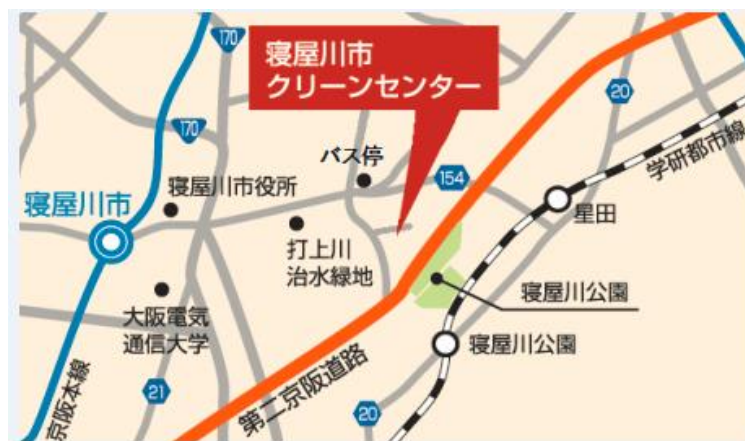 170
寝屋川市
クリーンセンター
20
170
バス停
154
学研都市線
寝屋川市役所
寝屋川市
星田
打上川
治水緑地
寝屋川公園
大阪電気
通信大学
寝屋川公園
第二京阪道路
21
京阪本線
20